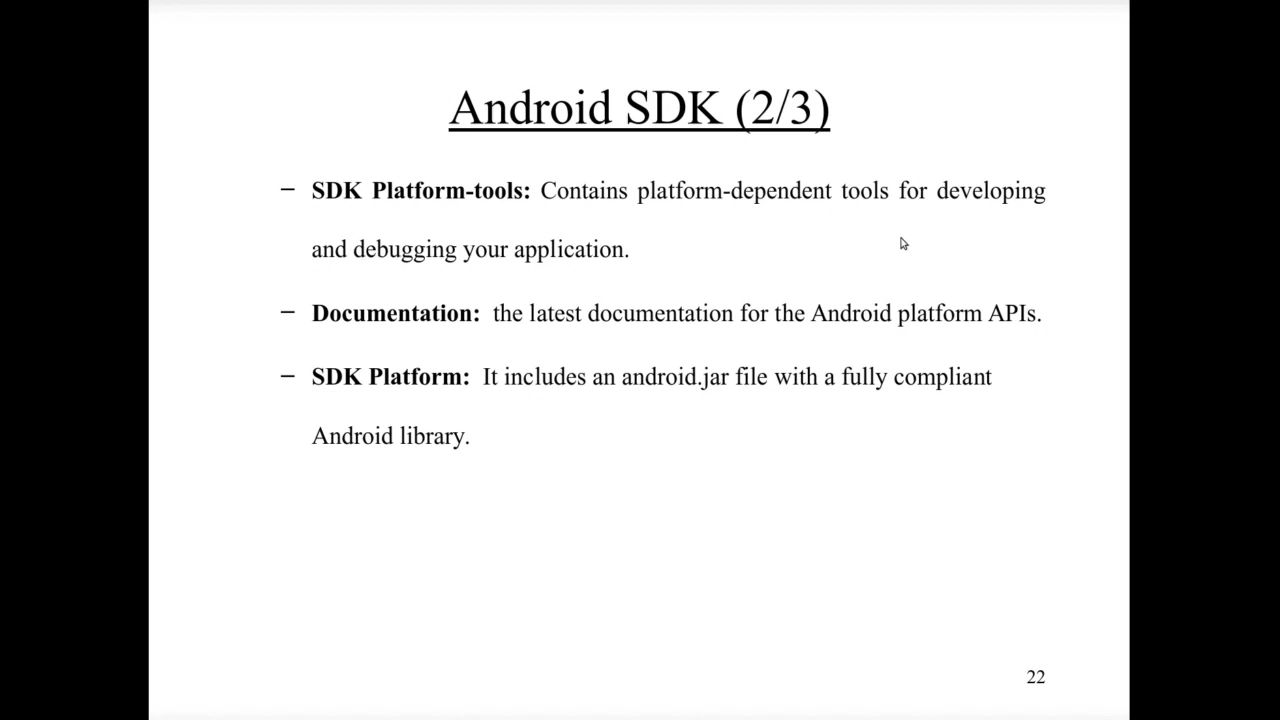 Android SDK (2/3)
– SDK Platform-tools: Contains platform-dependent tools for developing
and debugging your application.
– Documentation: the latest documentation for the Android platform APIs.
– SDK Platform: It includes an android.jar file with a fully compliant
Android library.
22